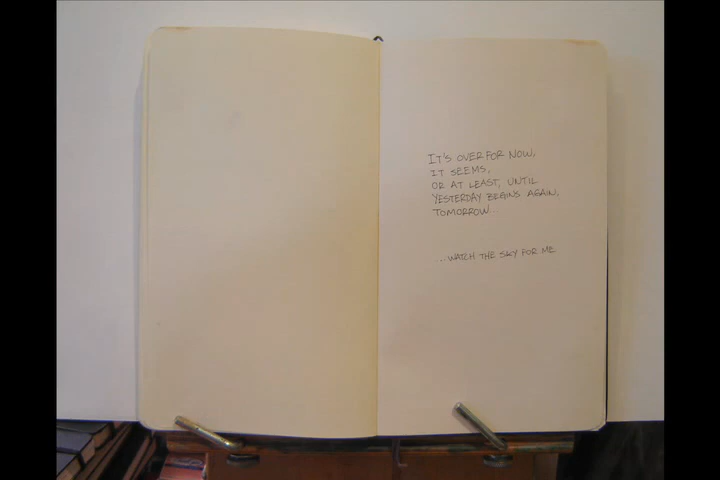 IT'S OVER FOR NOW,
IT SEEMS,
OR AT LEAST, UNTIL
YESTERDAY BEGINS AGAIN,
TOMORROW.
...WATCH THE SKY FOR ME